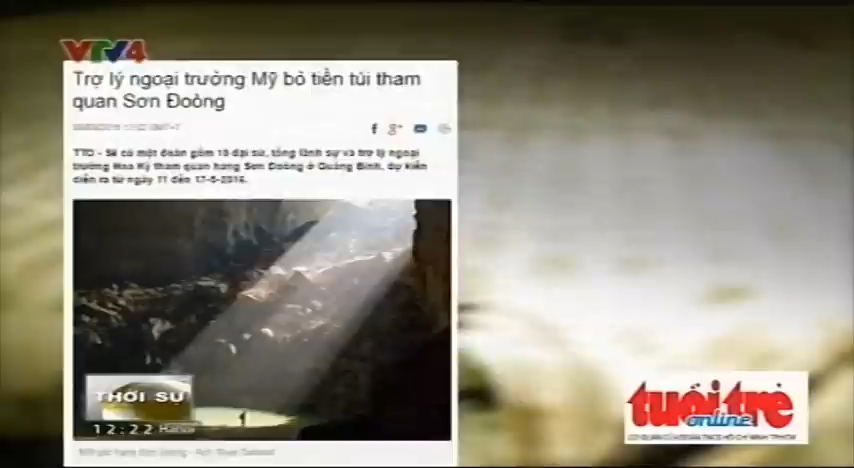 VTV4
Trợ lý ngoại trưởng Mỹ bỏ tiền túi tham
quan Sơn Đoòng
TTO - Sẽ có một đoàn gồm 10 đại sứ, tổng lãnh sự và trợ lý ngoại
trưởng Hoa Kỳ tham quan hang Sơn Đoòng ở Quảng Bình, dự kiến
diễn ra từ ngày 11 đến 17-5-2016.
THỜI SỰ
12:22 Hanoi
tuổi trẻ
online